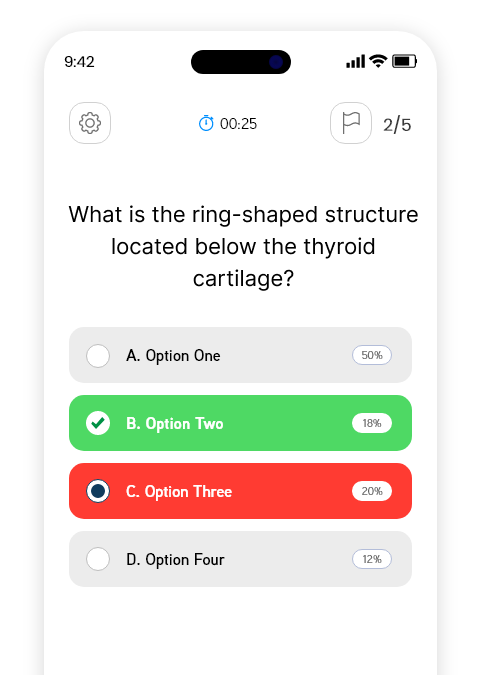 9:42
00:25
2/5
What is the ring-shaped structure
located below the thyroid
cartilage?
A. Option One 50%
B. Option Two 18%
C. Option Three 20%
D. Option Four 12%